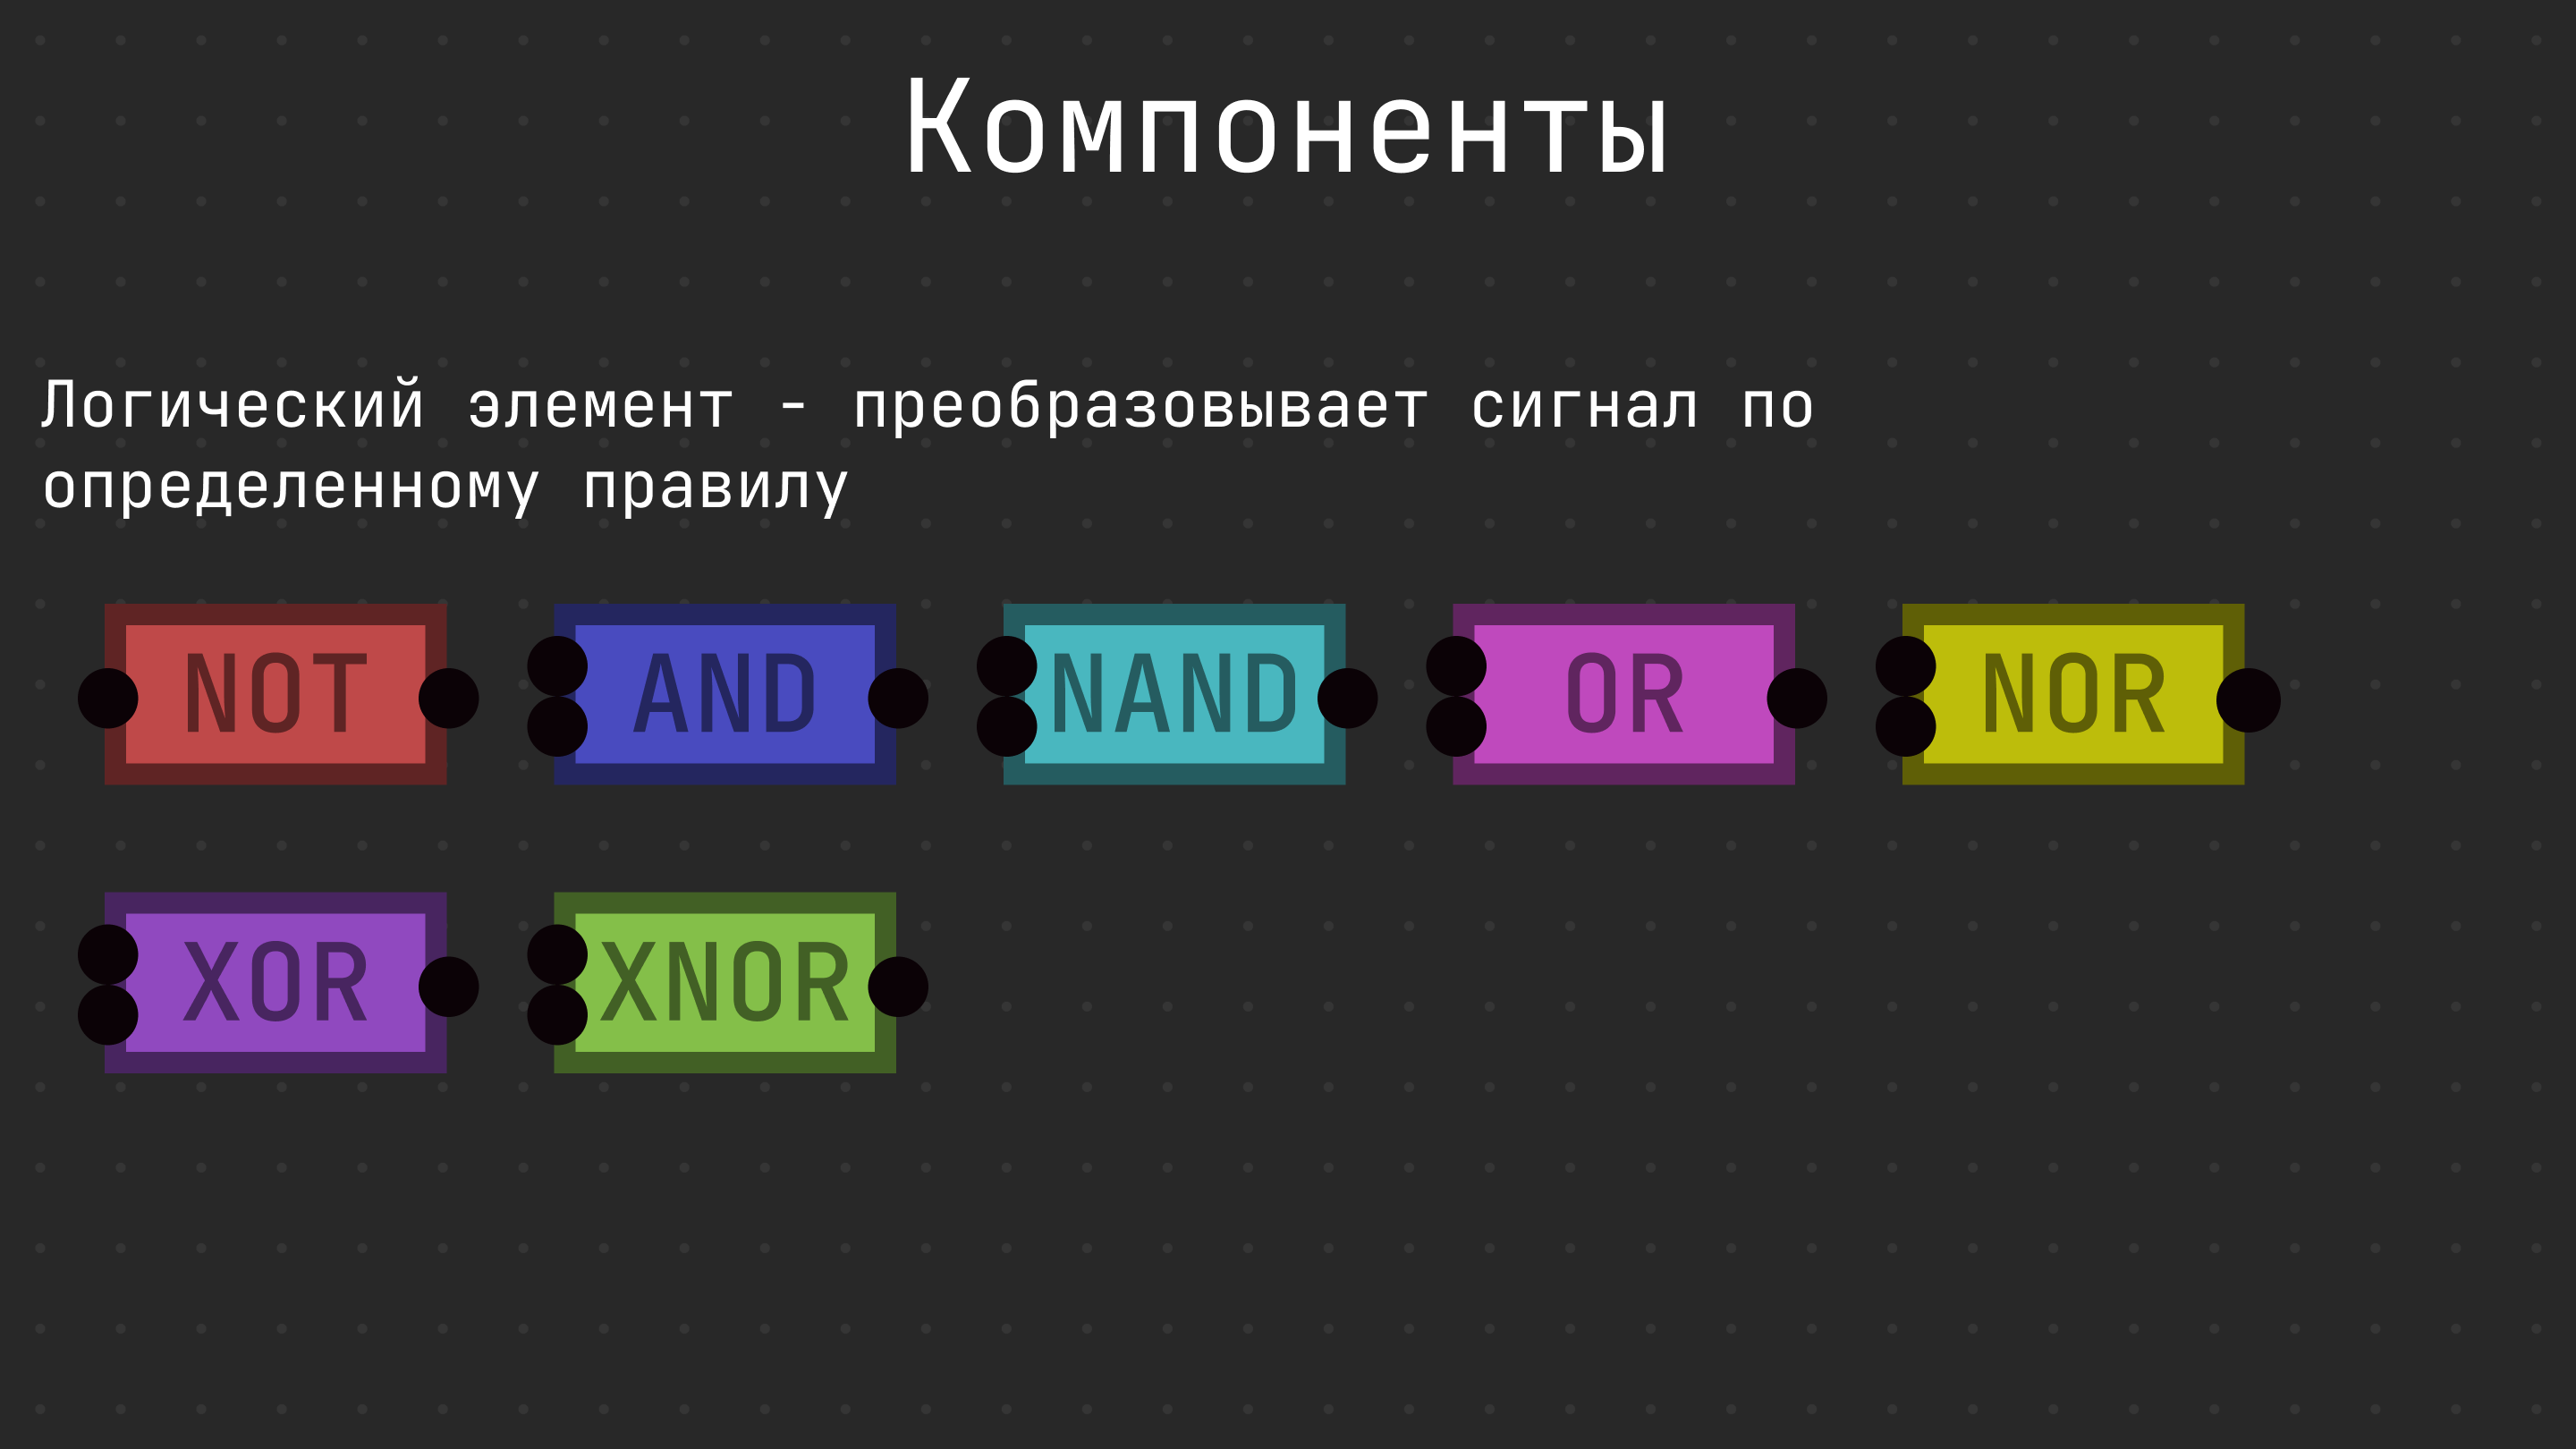 Компоненты
Логический элемент - преобразовывает сигнал по
определенному правилу
NOT AND NAND OR NOR
XOR XNOR